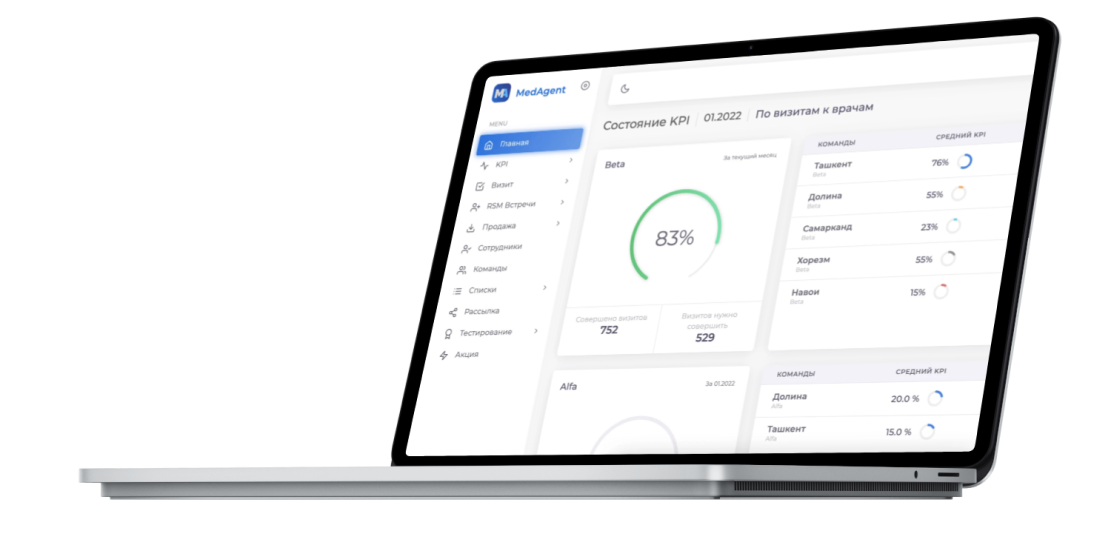 MedAgent
MENU
Главная
KPI
Визит
RSM Встречи
Продажа
Сотрудники
Команды
Списки
Рассылка
Тестирование
Акция
Состояние KPI 01.2022 По визитам к врачам
Beta За текущий месяц
83%
Совершено визитов
752
Визитов нужно
совершить
529
КОМАНДЫ СРЕДНИЙ KPI
Ташкент 76%
Beta
Долина 55%
Beta
Самарканд 23%
Beta
Хорезм 55%
Beta
Навои 15%
Beta
Alfa За 01.2022
КОМАНДЫ СРЕДНИЙ KPI
Долина 20.0 %
Alfa
Ташкент 15.0 %
Alfa